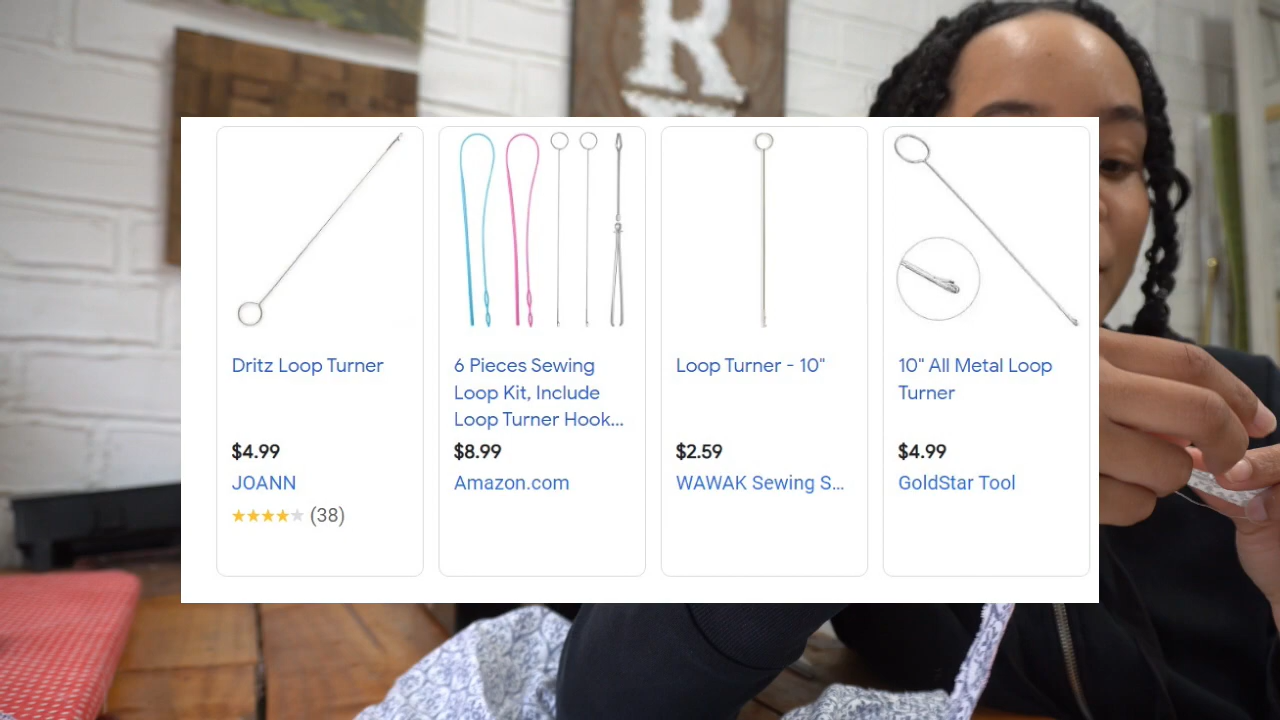 R
Dritz Loop Turner
$4.99
JOANN
(38)
6 Pieces Sewing
Loop Kit, Include
Loop Turner Hook...
$8.99
Amazon.com
Loop Turner - 10"
$2.59
WAWAK Sewing S...
10" All Metal Loop
Turner
$4.99
GoldStar Tool